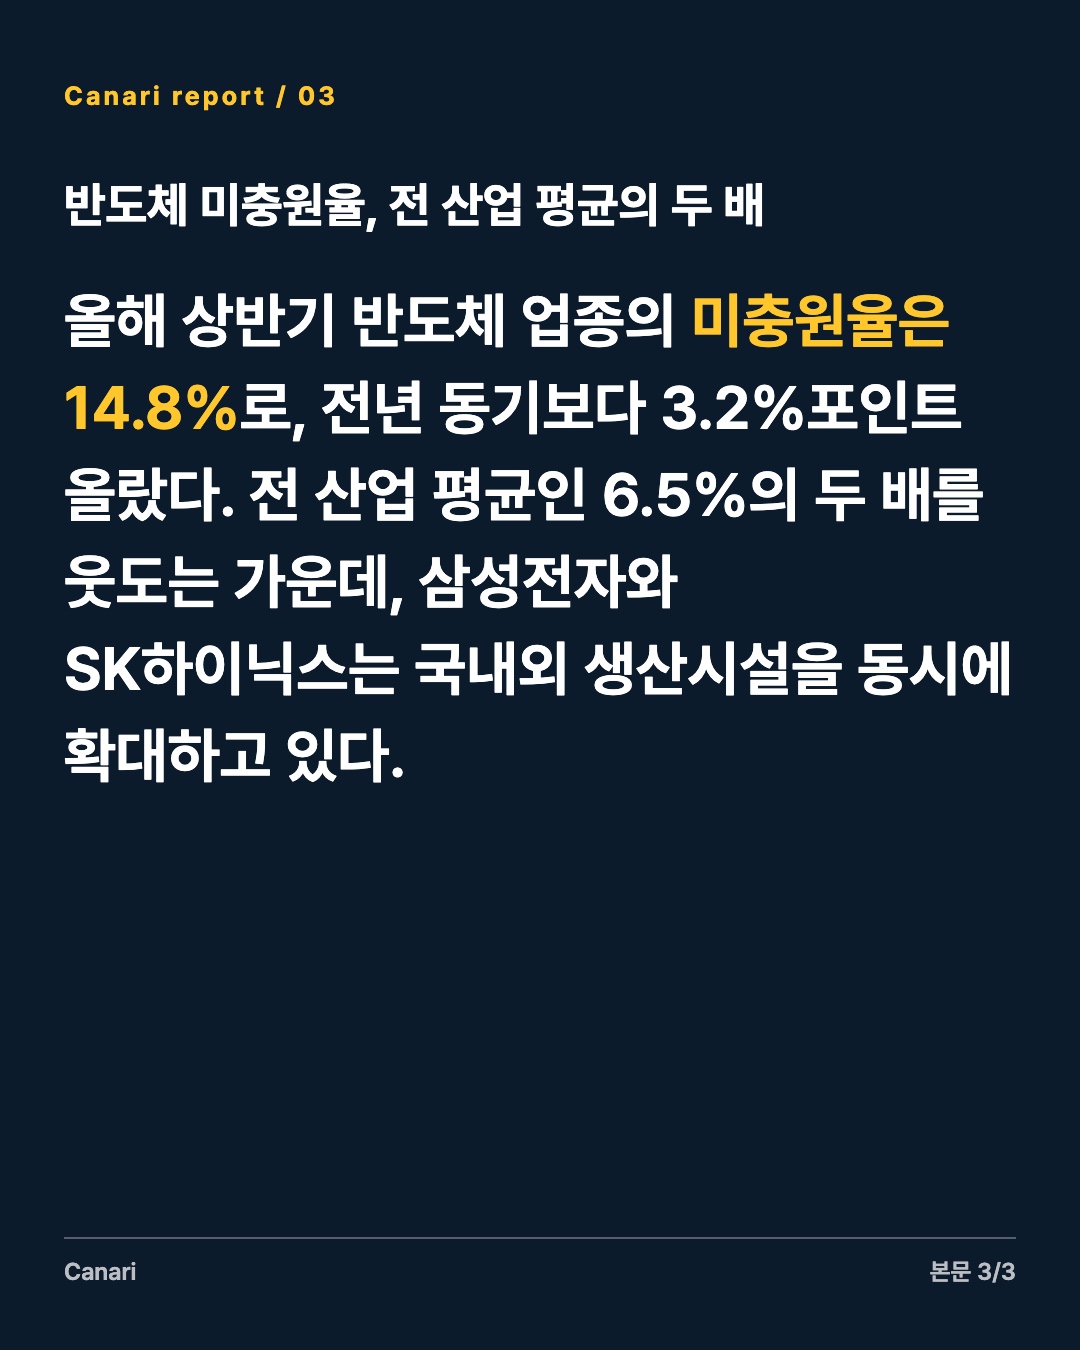 Canari report / 03
반도체 미충원율, 전 산업 평균의 두 배
올해 상반기 반도체 업종의 미충원율은
14.8%로, 전년 동기보다 3.2%포인트
올랐다. 전 산업 평균인 6.5%의 두 배를
웃도는 가운데, 삼성전자와
SK하이닉스는 국내외 생산시설을 동시에
확대하고 있다.
Canari
본문 3/3